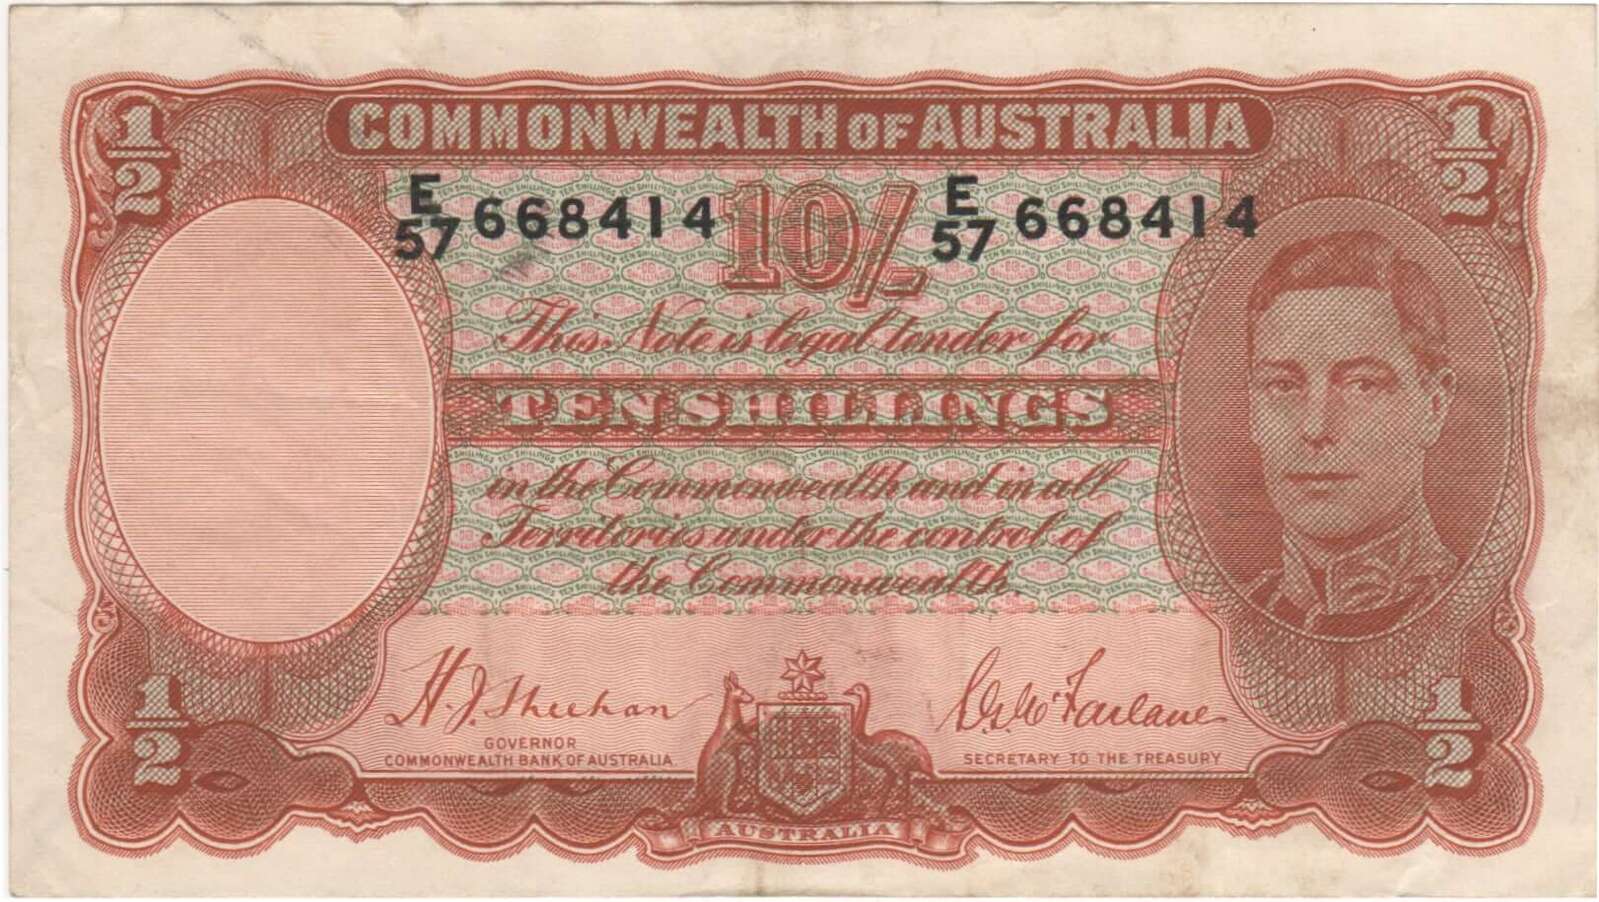 1/2
COMMONWEALTH OF AUSTRALIA
1/2
E/57 668414
10/-
E/57 668414
This Note is legal tender for
TEN SHILLINGS
in the Commonwealth and in all
Territories under the control of
the Commonwealth.
H.J. Sheehan
GOVERNOR
COMMONWEALTH BANK OF AUSTRALIA
S.G. McFarlane
SECRETARY TO THE TREASURY
1/2
AUSTRALIA
1/2